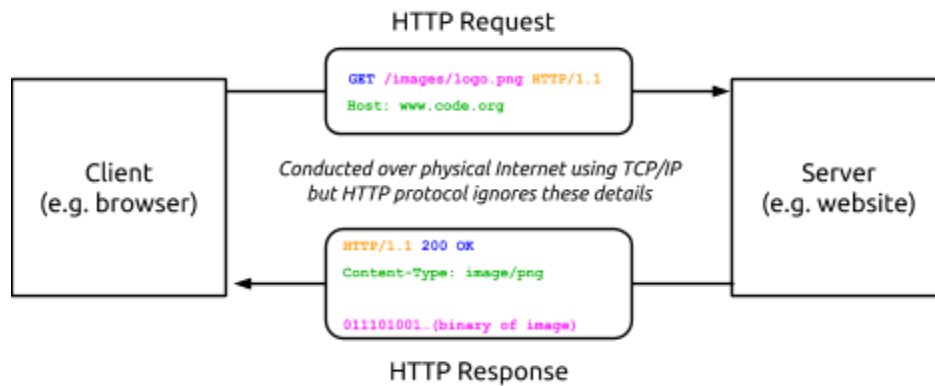 HTTP Request
GET /images/logo.png HTTP/1.1
Host: www.code.org
Client
(e.g. browser)
Conducted over physical Internet using TCP/IP
but HTTP protocol ignores these details
Server
(e.g. website)
HTTP/1.1 200 OK
Content-Type: image/png
011101001…(binary of image)
HTTP Response